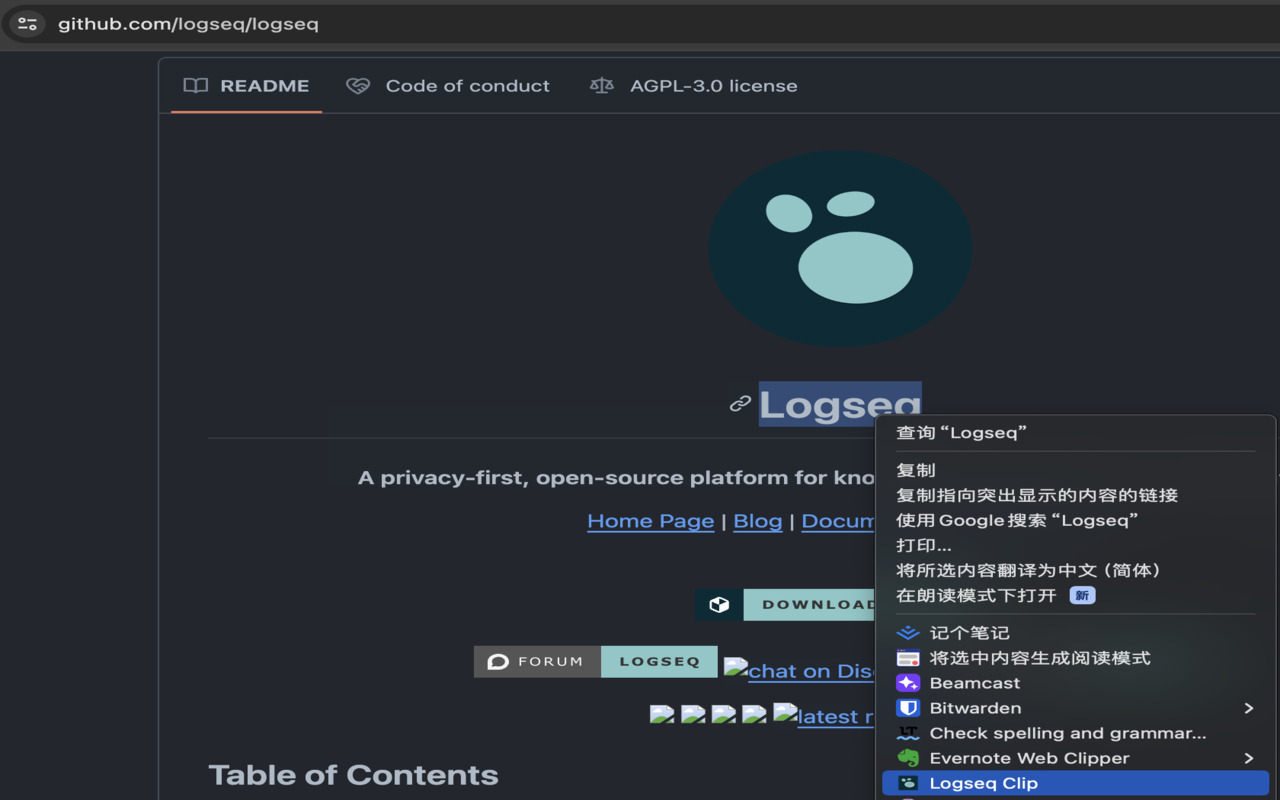 github.com/logseq/logseq
README Code of conduct AGPL-3.0 license
Logseq
A privacy-first, open-source platform for kno
Home Page | Blog | Docum
DOWNLOAD
FORUM LOGSEQ chat on Dis
latest r
Table of Contents
查询“Logseq”
复制
复制指向突出显示的内容的链接
使用Google搜索“Logseq”
打印...
将所选内容翻译为中文 (简体)
在朗读模式下打开 新
记个笔记
将选中内容生成阅读模式
Beamcast
Bitwarden
LT Check spelling and grammar...
Evernote Web Clipper
Logseq Clip